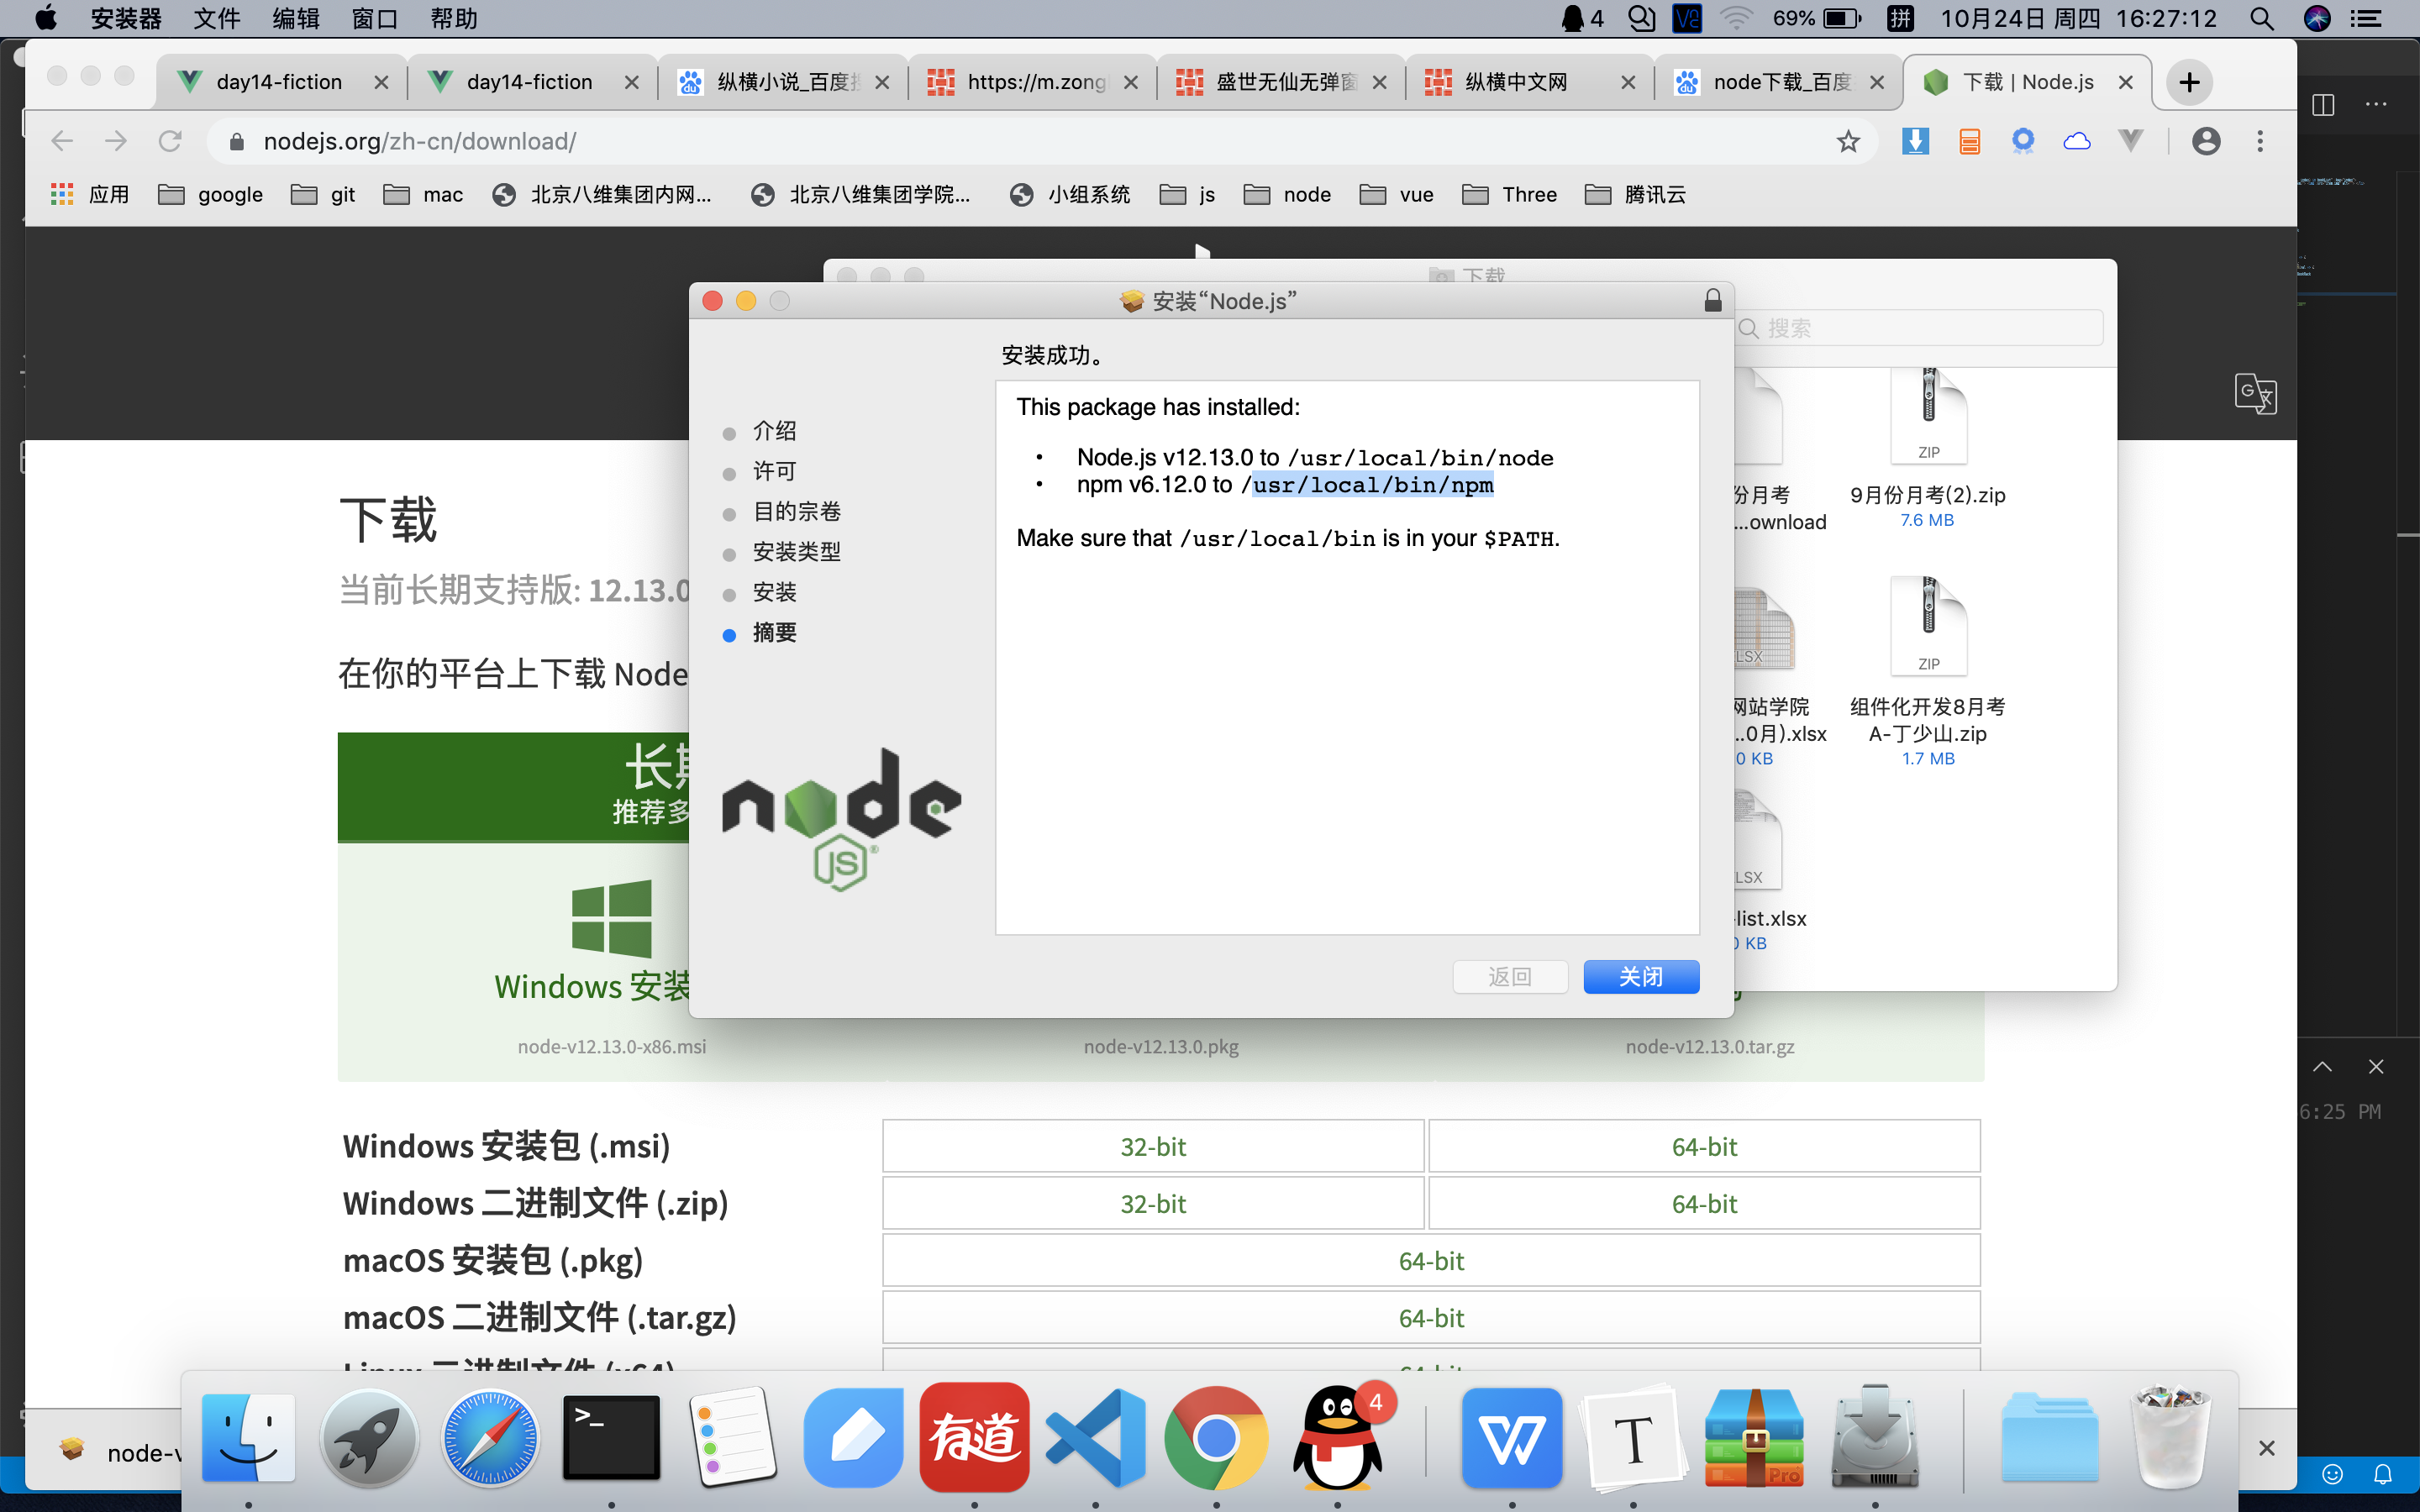 安装器 文件 编辑 窗口 帮助 4 69% 拼 10月24日 周四 16:27:12
day14-fiction day14-fiction 纵横小说_百度 https://m.zong 盛世无仙无弹窗 纵横中文网 node下载_百度 下载 | Node.js
nodejs.org/zh-cn/download/
应用 google git mac 北京八维集团内网... 北京八维集团学院... 小组系统 js node vue Three 腾讯云
下载
安装“Node.js”
搜索
安装成功。
This package has installed:
• Node.js v12.13.0 to /usr/local/bin/node
• npm v6.12.0 to /usr/local/bin/npm
Make sure that /usr/local/bin is in your $PATH.
介绍
许可
目的宗卷
安装类型
安装
摘要
node
JS
返回 关闭
ZIP
份月考
...ownload
9月份月考(2).zip
7.6 MB
LSX
ZIP
网站学院
...0月).xlsx
0 KB
组件化开发8月考
A-丁少山.zip
1.7 MB
LSX
-list.xlsx
0 KB
下载
当前长期支持版: 12.13.0
在你的平台上下载 Node
长期
推荐多
Windows 安装
node-v12.13.0-x86.msi
node-v12.13.0.pkg
node-v12.13.0.tar.gz
Windows 安装包 (.msi) 32-bit 64-bit
Windows 二进制文件 (.zip) 32-bit 64-bit
macOS 安装包 (.pkg) 64-bit
macOS 二进制文件 (.tar.gz) 64-bit
Linux 二进制文件 (x64) 64-bit
6:25 PM
node-v
有道
4
T
Pro